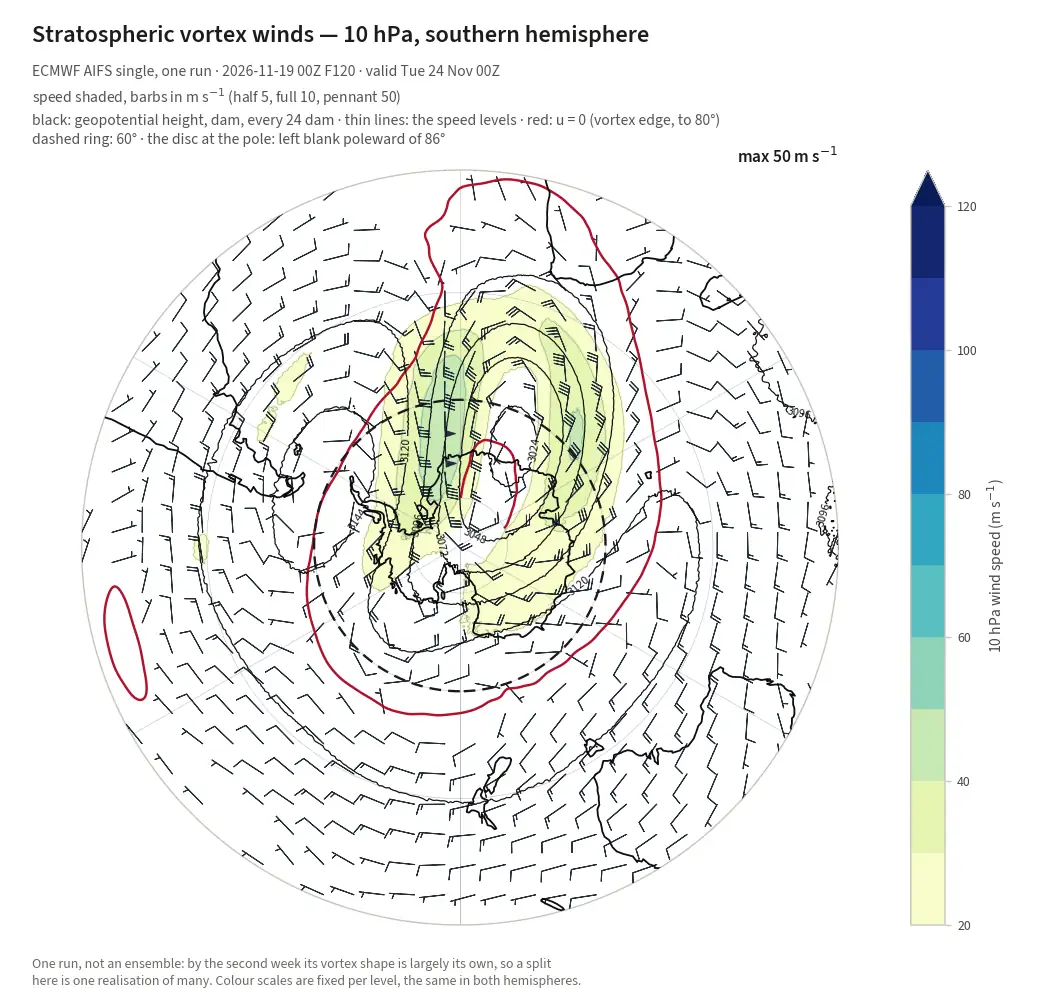 Stratospheric vortex winds — 10 hPa, southern hemisphere
ECMWF AIFS single, one run · 2026-11-19 00Z F120 · valid Tue 24 Nov 00Z
speed shaded, barbs in m s⁻¹ (half 5, full 10, pennant 50)
black: geopotential height, dam, every 24 dam · thin lines: the speed levels · red: u = 0 (vortex edge, to 80°)
dashed ring: 60° · the disc at the pole: left blank poleward of 86°
max 50 m s⁻¹
120
100
80
60
40
20
10 hPa wind speed (m s⁻¹)
3096
3120
3024
3096
3144
3048
3072
3120
One run, not an ensemble: by the second week its vortex shape is largely its own, so a split
here is one realisation of many. Colour scales are fixed per level, the same in both hemispheres.